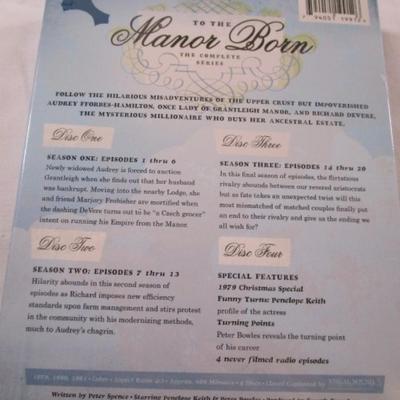 TO THE
Manor Born
THE COMPLETE
SERIES
FOLLOW THE HILARIOUS MISADVENTURES OF THE UPPER CRUST BUT IMPOVERISHED
AUDREY FFORBES-HAMILTON, ONCE LADY OF GRANTLEIGH MANOR, AND RICHARD DEVERE,
THE MYSTERIOUS MILLIONAIRE WHO BUYS HER ANCESTRAL ESTATE.
Disc One
SEASON ONE: EPISODES 1 thru 6
Newly widowed Audrey is forced to auction
Grantleigh when she finds out that her husband
was bankrupt. Moving into the nearby Lodge, she
and friend Marjory Frobisher are mortified when
the dashing DeVere turns out to be "a Czech grocer"
intent on running his Empire from the Manor.
Disc Three
SEASON THREE: EPISODES 14 thru 20
In this final season of episodes, the flirtatious
rivalry abounds between our revered aristocrats
but as fate takes an unexpected twist will this
most mismatched of matched couples finally put
an end to their rivalry and give us the ending we
all wish for?
Disc Two
SEASON TWO: EPISODES 7 thru 13
Hilarity abounds in this second season of
episodes as Richard imposes new efficiency
standards upon farm management and stirs protest
in the community with his modernizing methods,
much to Audrey's chagrin.
Disc Four
SPECIAL FEATURES
1979 Christmas Special
Funny Turns: Penelope Keith
profile of the actress
Turning Points
Peter Bowles reveals the turning point
of his career
4 never filmed radio episodes
1979, 1980, 1981 • Color •
Written by Peter Spence • Starring Penelope Keith & Peter Bowles •